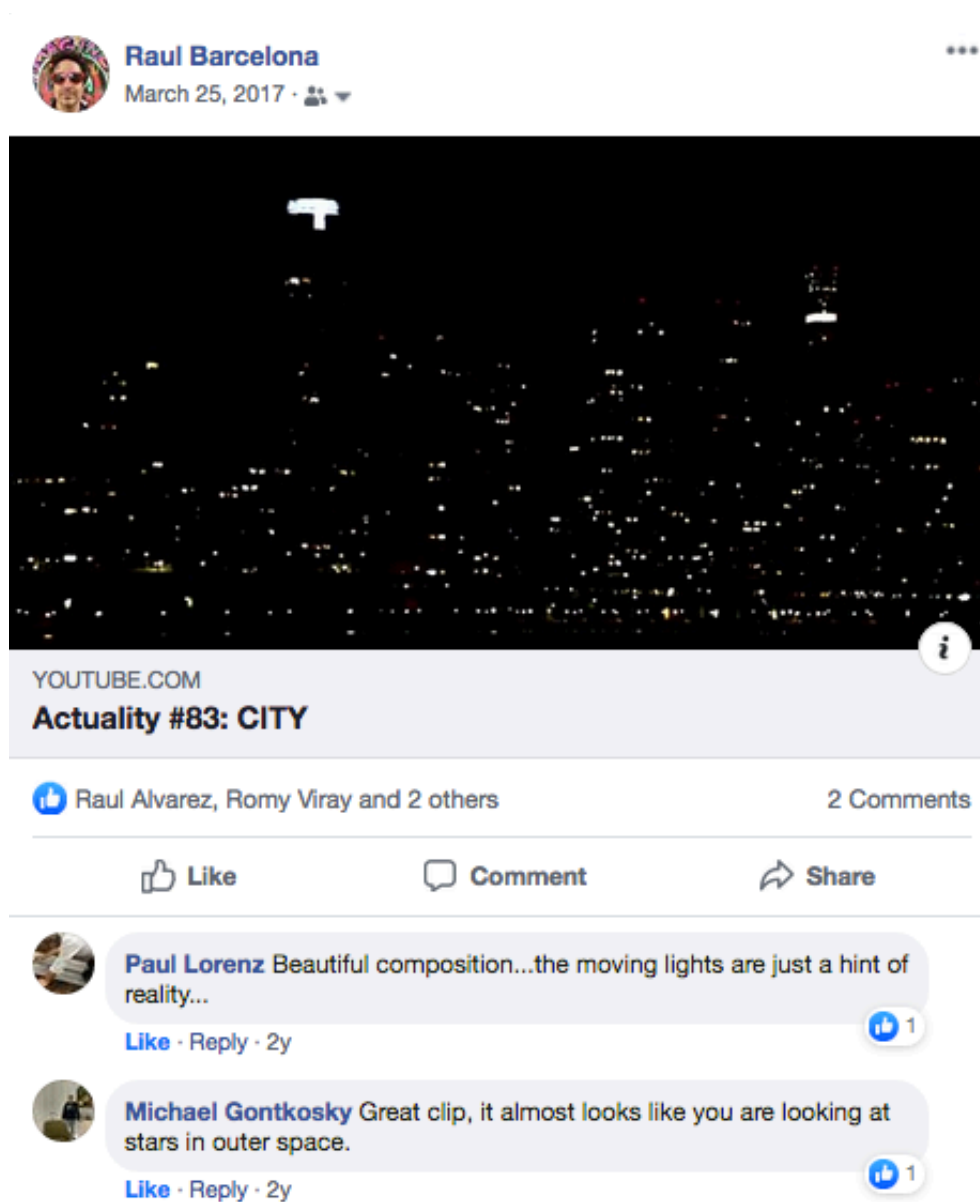 Raul Barcelona
March 25, 2017 ·
YOUTUBE.COM
Actuality #83: CITY
Raul Alvarez, Romy Viray and 2 others 2 Comments
Like Comment Share
Paul Lorenz Beautiful composition...the moving lights are just a hint of
reality...
1
Like · Reply · 2y
Michael Gontkosky Great clip, it almost looks like you are looking at
stars in outer space.
1
Like · Reply · 2y